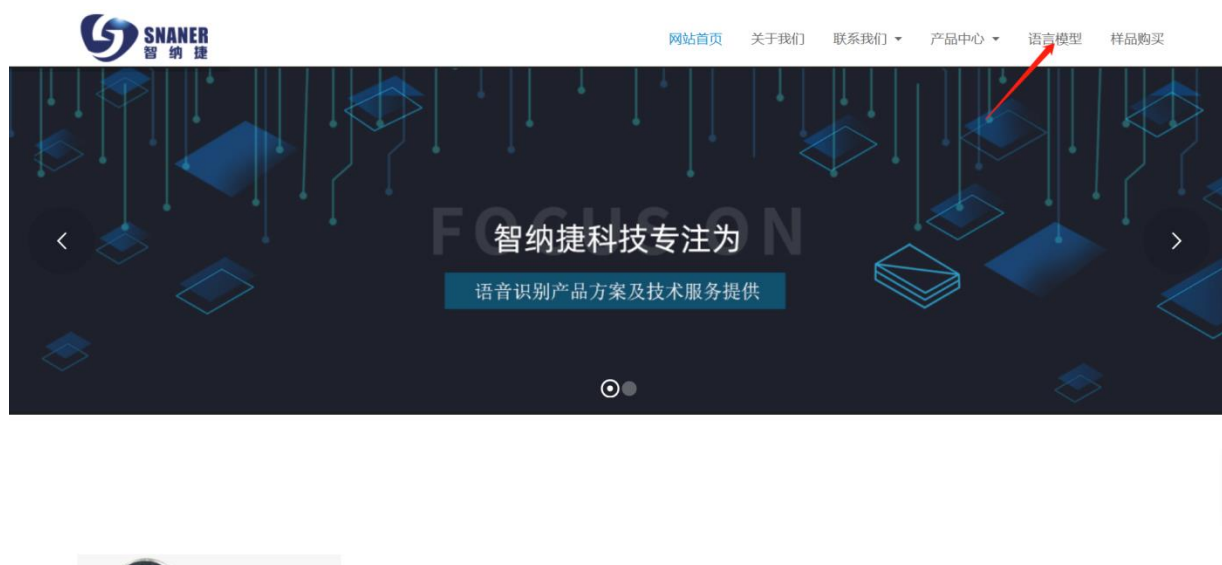 SNANER
智纳捷
网站首页 关于我们 联系我们 产品中心 语言模型 样品购买
FOCUS ON
智纳捷科技专注为
语音识别产品方案及技术服务提供